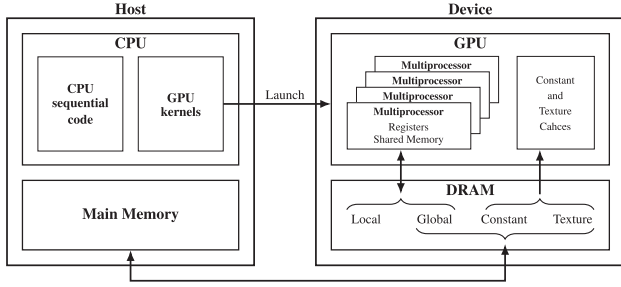 Host
Device
CPU
GPU
CPU
sequential
code
GPU
kernels
Launch
Multiprocessor
Multiprocessor
Multiprocessor
Multiprocessor
Registers
Shared Memory
Constant
and
Texture
Cahces
Main Memory
DRAM
Local Global Constant Texture